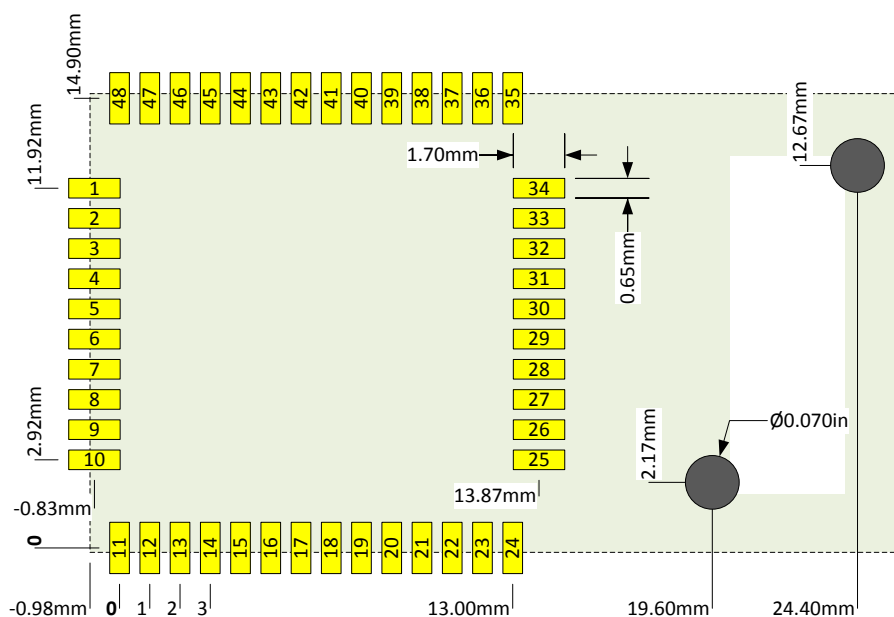 14.90mm
48 47 46 45 44 43 42 41 40 39 38 37 36 35
11.92mm
1.70mm
12.67mm
1 34
2 33
3 32
0.65mm
4 31
5 30
6 29
7 28
8 27
9 26
10 25
2.92mm
Ø0.070in
2.17mm
-0.83mm
13.87mm
0
11 12 13 14 15 16 17 18 19 20 21 22 23 24
-0.98mm 0 1 2 3 13.00mm 19.60mm 24.40mm